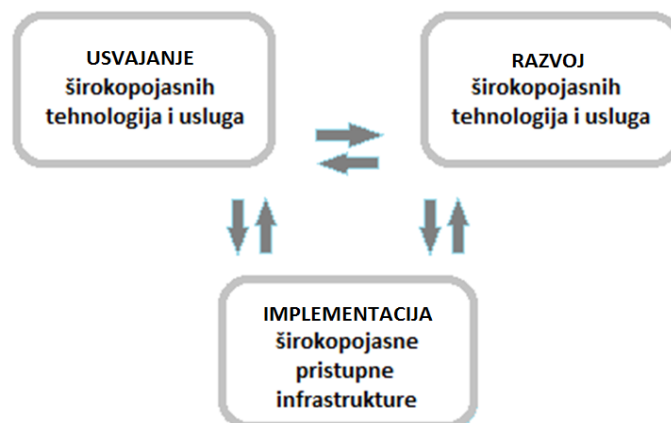 USVAJANJE
širokopojasnih
tehnologija i usluga
RAZVOJ
širokopojasnih
tehnologija i usluga
IMPLEMENTACIJA
širokopojasne
pristupne
infrastrukture